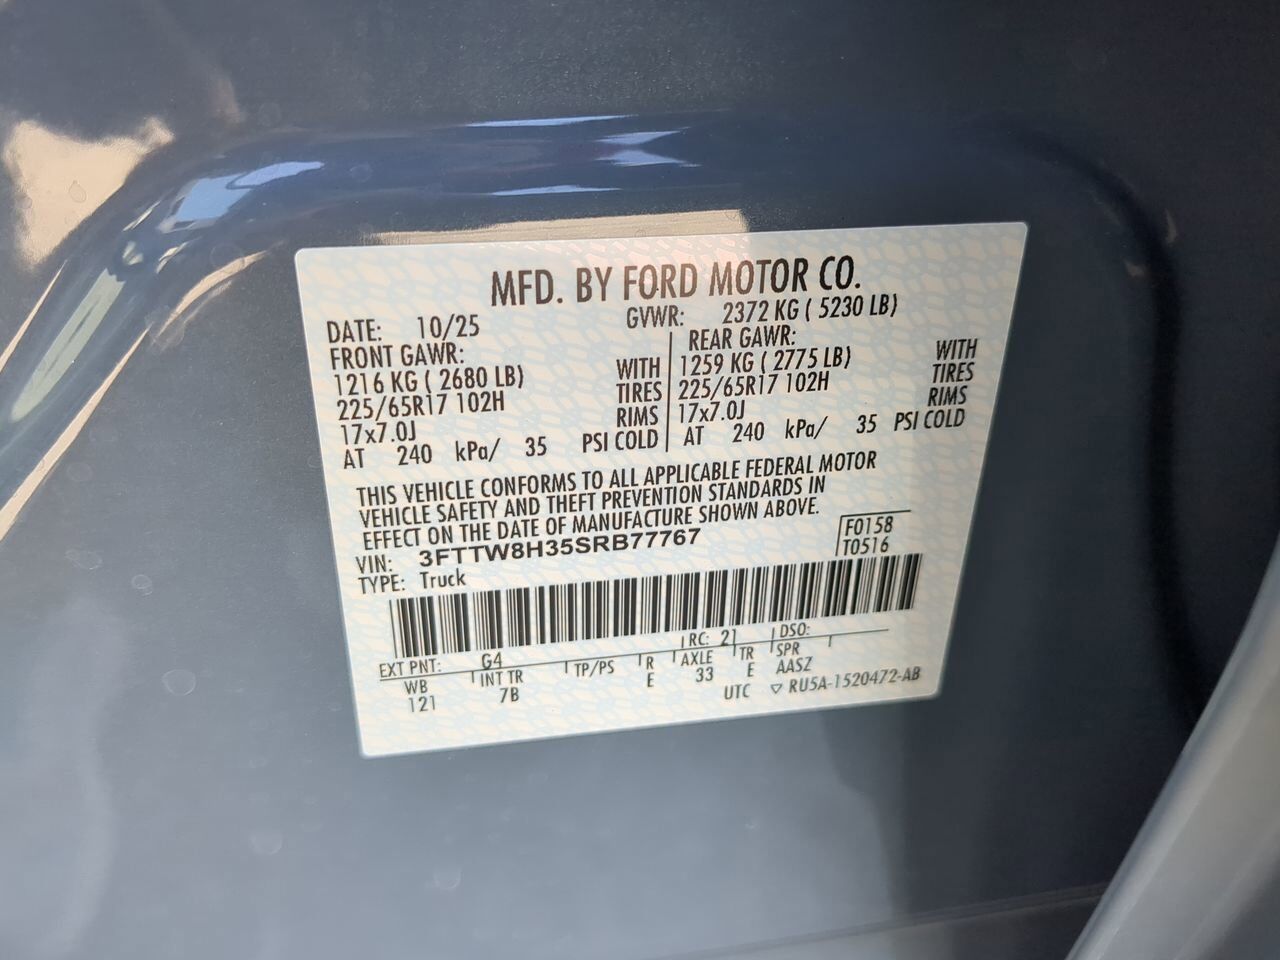 MFD. BY FORD MOTOR CO.
DATE: 10/25 GVWR: 2372 KG ( 5230 LB)
FRONT GAWR: REAR GAWR:
1216 KG ( 2680 LB) WITH 1259 KG ( 2775 LB) WITH
225/65R17 102H TIRES 225/65R17 102H TIRES
17x7.0J RIMS 17x7.0J RIMS
AT 240 kPa/ 35 PSI COLD AT 240 kPa/ 35 PSI COLD
THIS VEHICLE CONFORMS TO ALL APPLICABLE FEDERAL MOTOR
VEHICLE SAFETY AND THEFT PREVENTION STANDARDS IN
EFFECT ON THE DATE OF MANUFACTURE SHOWN ABOVE.
VIN: 3FTTW8H35SRB77767 F0158
TYPE: Truck T0516
EXT PNT: G4 RC: 21 DSO:
WB INT TR TP/PS R AXLE TR SPR
121 7B E 33 E AASZ
UTC ▽ RU5A-1520472-AB